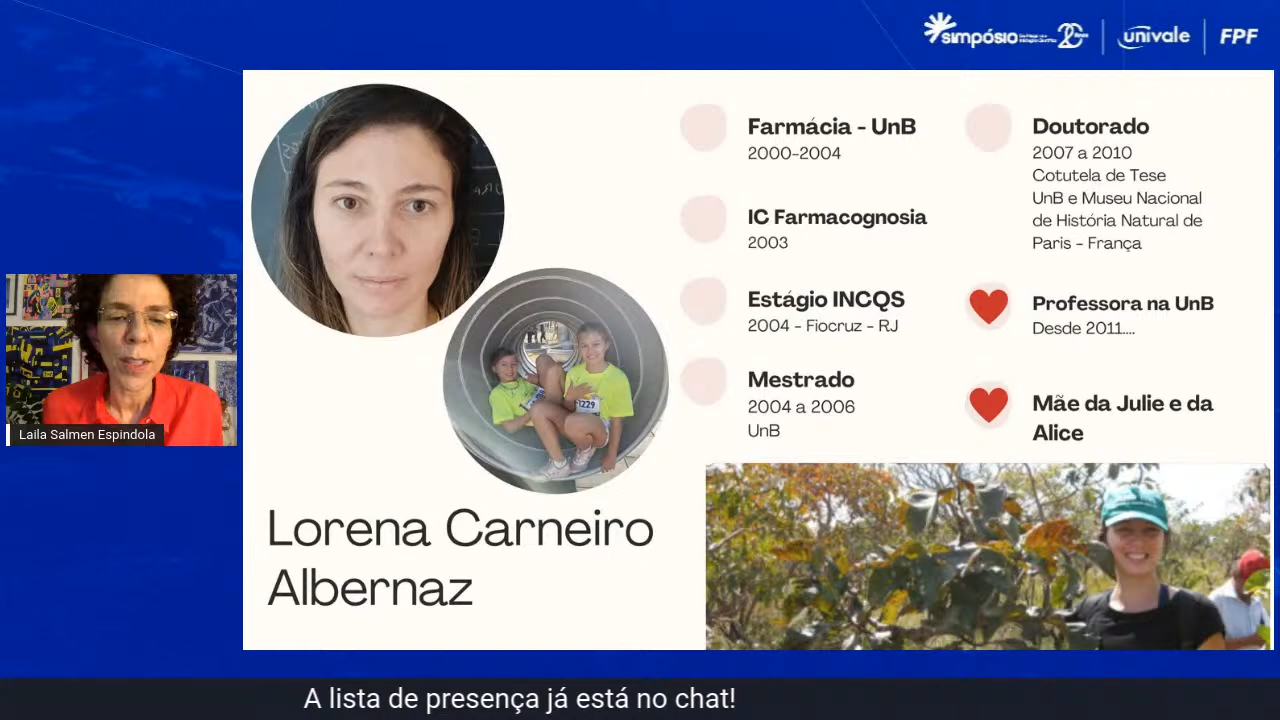 simpósio
univale
FPF
Farmácia - UnB
2000-2004
IC Farmacognosia
2003
Estágio INCQS
2004 - Fiocruz - RJ
Mestrado
2004 a 2006
UnB
Doutorado
2007 a 2010
Cotutela de Tese
UnB e Museu Nacional
de História Natural de
Paris - França
Professora na UnB
Desde 2011....
Mãe da Julie e da
Alice
1229
Laila Salmen Espindola
Lorena Carneiro
Albernaz
A lista de presença já está no chat!